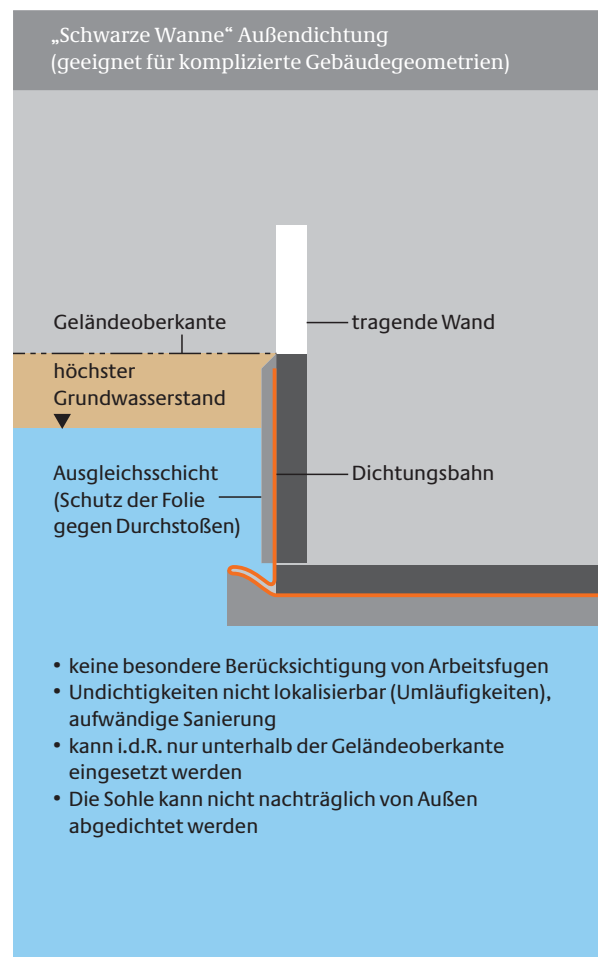 „Schwarze Wanne“ Außendichtung
(geeignet für komplizierte Gebäudegeometrien)
Geländeoberkante
tragende Wand
höchster
Grundwasserstand
Ausgleichsschicht
(Schutz der Folie
gegen Durchstoßen)
Dichtungsbahn
• keine besondere Berücksichtigung von Arbeitsfugen
• Undichtigkeiten nicht lokalisierbar (Umläufigkeiten),
aufwändige Sanierung
• kann i.d.R. nur unterhalb der Geländeoberkante
eingesetzt werden
• Die Sohle kann nicht nachträglich von Außen
abgedichtet werden